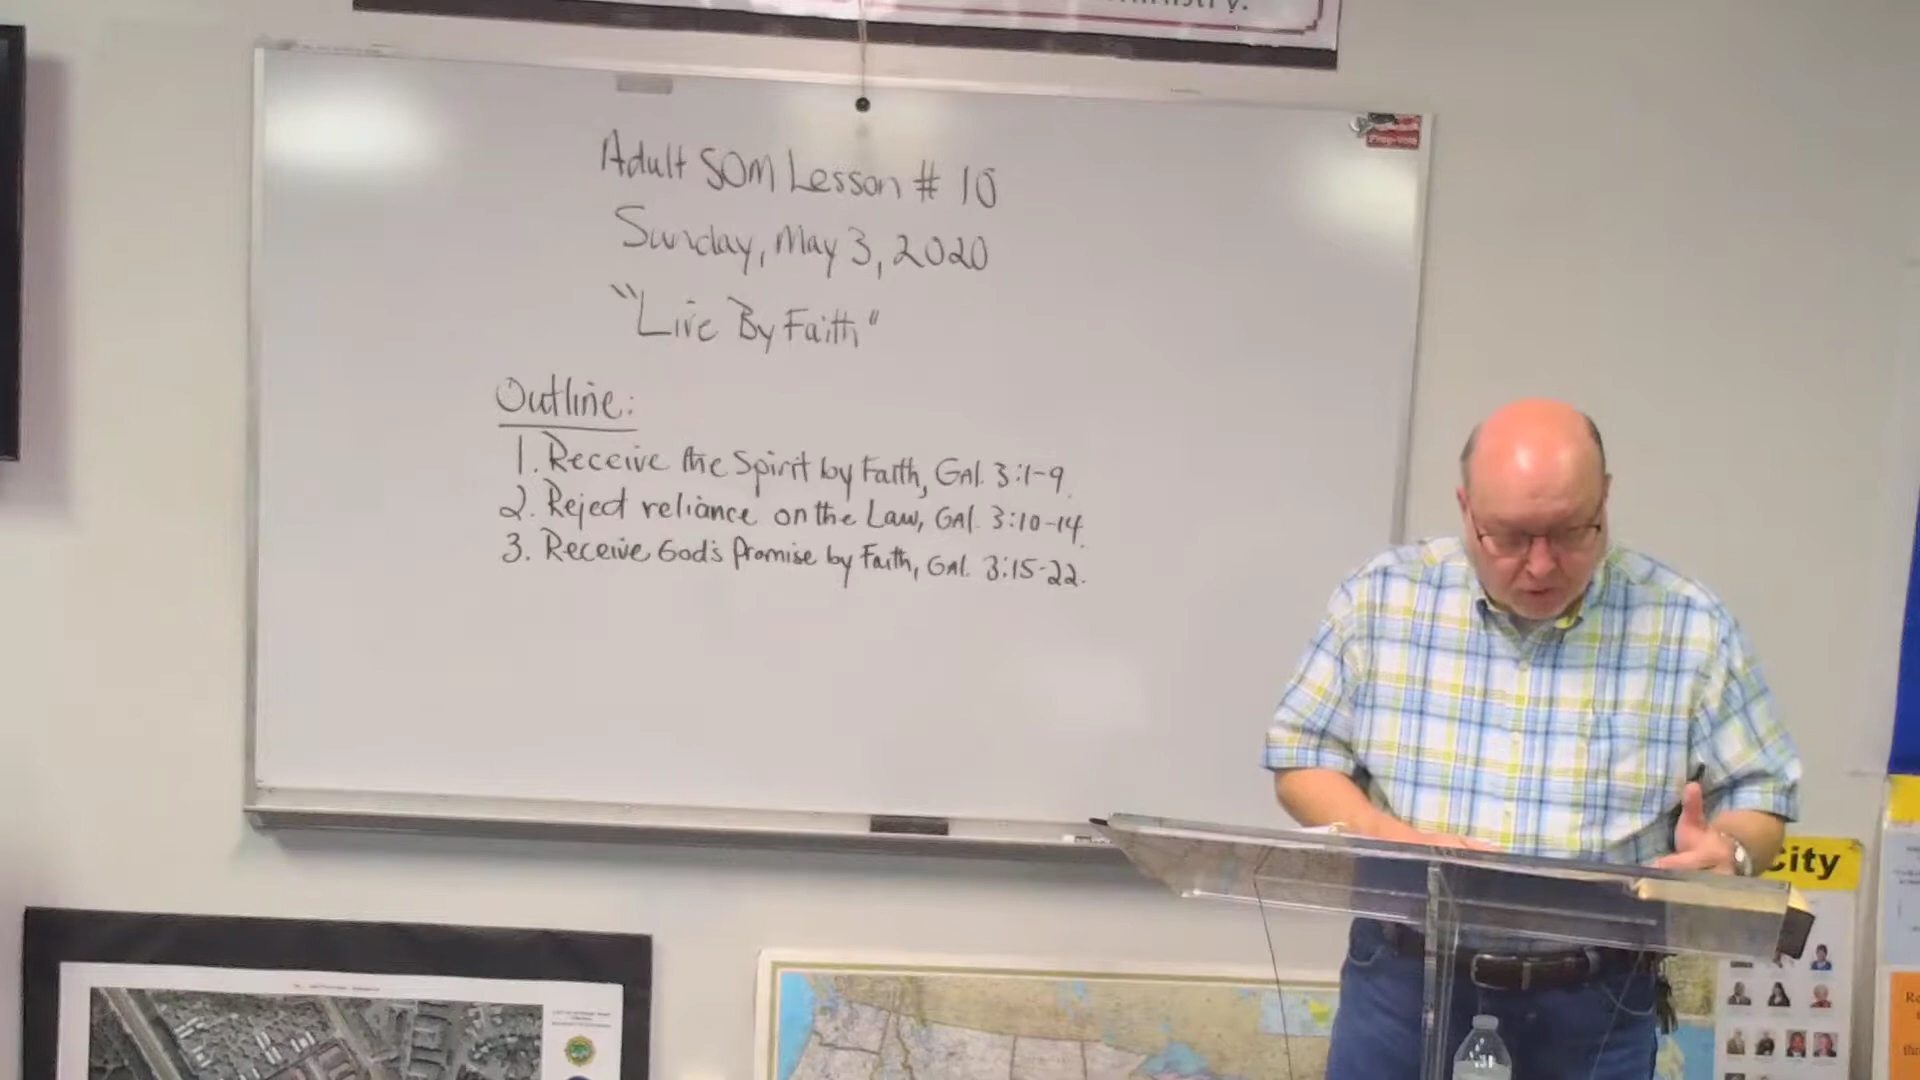 Adult SOM Lesson # 10
Sunday, May 3, 2020
"Live By Faith"
Outline:
1. Receive the Spirit by Faith, Gal. 3:1-9.
2. Reject reliance on the Law, Gal. 3:10-14.
3. Receive God's Promise by Faith, Gal. 3:15-22.
City